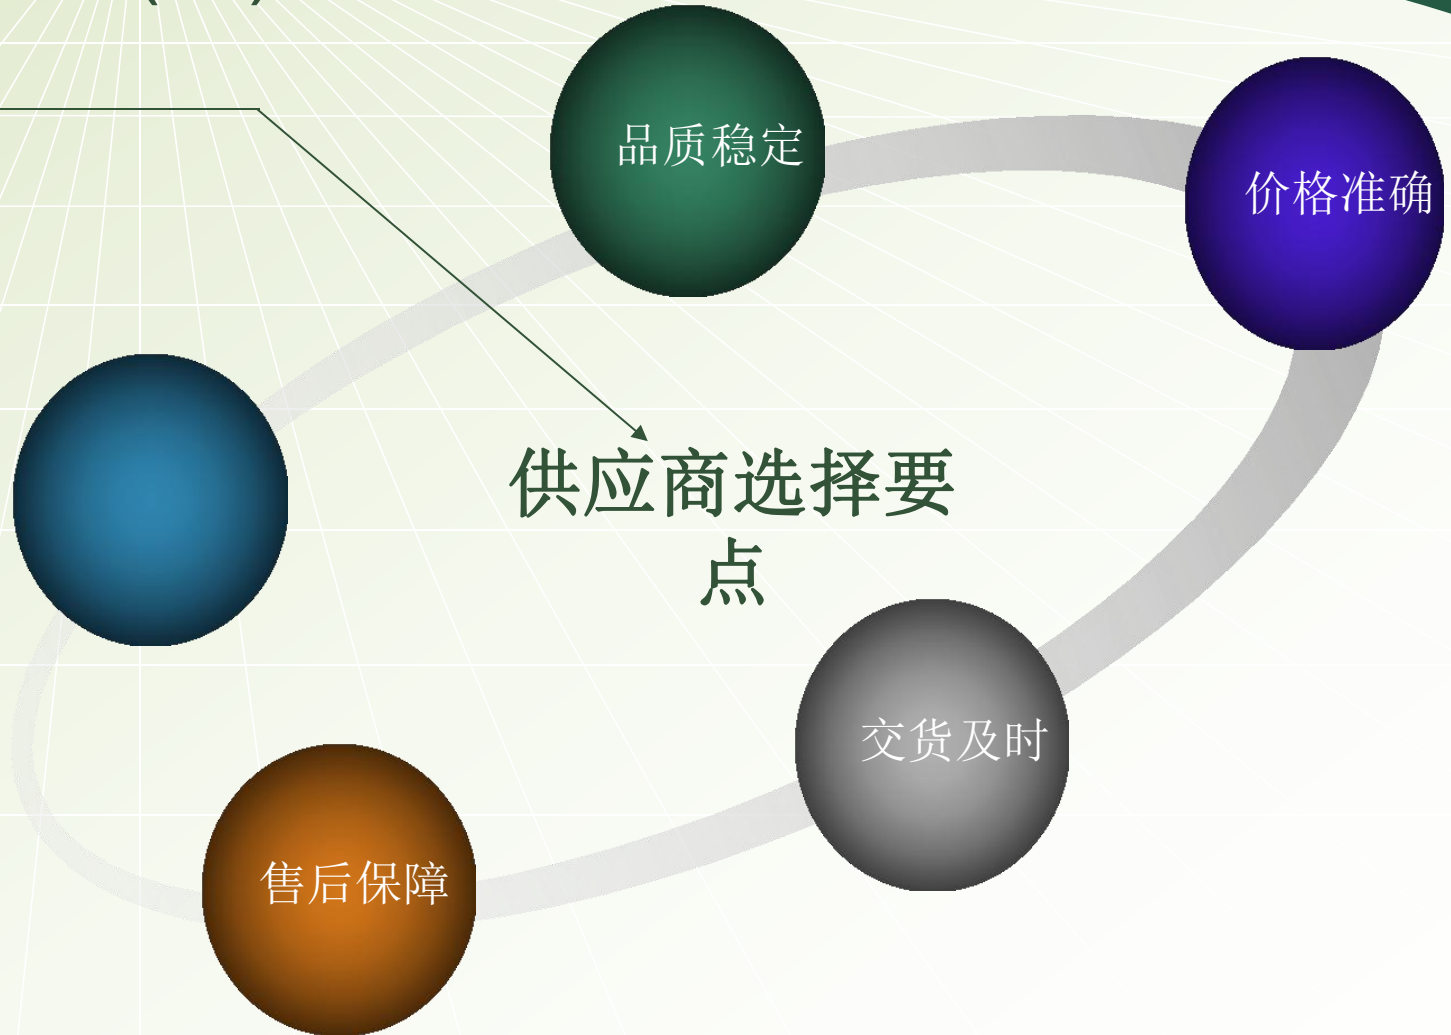 品质稳定
价格准确
供应商选择要
点
交货及时
售后保障